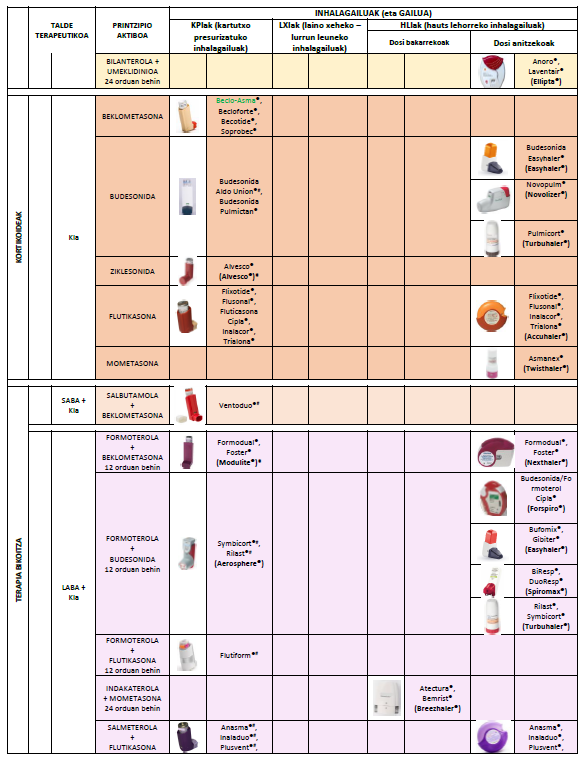 INHALAGAILUAK (eta GAILUA)
TALDE TERAPEUTIKOA
PRINTZIPIO AKTIBOA
KPIak (kartutxo presurizatuko inhalagailuak)
LXIak (laino xeheko – lurrun leuneko inhalagailuak)
HLIak (hauts lehorreko inhalagailuak)
Dosi bakarrekoak
Dosi anitzekoak
BILANTEROLA +
UMEKLIDINIOA
24 orduan behin
Anoro®,
Laventair®
(Ellipta®)
KORTIKOIDEAK
KIa
BEKLOMETASONA
Beclo-Asma®,
Becloforte®,
Becotide®,
Soprobec®
BUDESONIDA
Budesonida
Aldo Union®ᶠ,
Budesonida
Pulmictan®
Budesonida
Easyhaler®
(Easyhaler®)
Novopulm®
(Novolizer®)
Pulmicort®
(Turbuhaler®)
ZIKLESONIDA
Alvesco®
(Alvesco®)*
FLUTIKASONA
Flixotide®,
Flusonal®,
Fluticasona
Cipla®,
Inalacor®,
Trialona®
Flixotide®,
Flusonal®,
Inalacor®,
Trialona®
(Accuhaler®)
MOMETASONA
Asmanex®
(Twisthaler®)
TERAPIA BIKOITZA
SABA +
KIa
SALBUTAMOLA
+
BEKLOMETASONA
Ventoduo®ᶠ
LABA +
KIa
FORMOTEROLA
+
BEKLOMETASONA
12 orduan behin
Formodual®,
Foster®
(Modulite®)*
Formodual®,
Foster®
(Nexthaler®)
FORMOTEROLA
+
BUDESONIDA
12 orduan behin
Symbicort®ᶠ,
Rilast®ᶠ
(Aerosphere®)
Budesonida/Fo
rmoterol
Cipla®
(Forspiro®)
Bufomix®,
Gibiter®
(Easyhaler®)
BiResp®,
DuoResp®
(Spiromax®)
Rilast®,
Symbicort®
(Turbuhaler®)
FORMOTEROLA
+
FLUTIKASONA
12 orduan behin
Flutiform®ᶠ
INDAKATEROLA
+ MOMETASONA
24 orduan behin
Atectura®,
Bemrist®
(Breezhaler®)
SALMETEROLA
+
FLUTIKASONA
Anasma®ᶠ,
Inaladuo®ᶠ,
Plusvent®ᶠ,
Anasma®,
Inaladuo®,
Plusvent®,